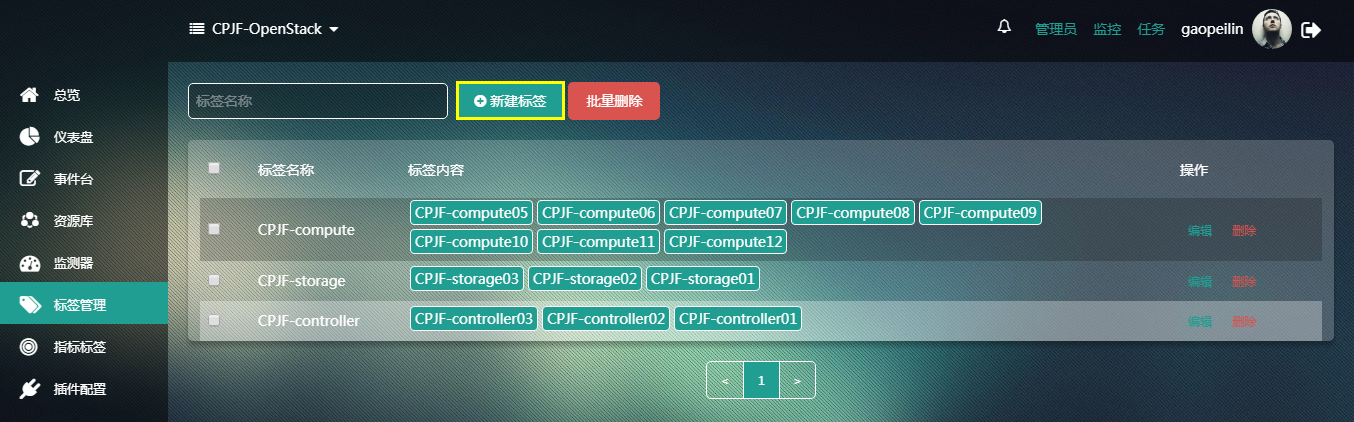 CPJF-OpenStack
管理员 监控 任务 gaopeilin
总览
仪表盘
事件台
资源库
监测器
标签管理
指标标签
插件配置
标签名称 新建标签 批量删除
标签名称 标签内容 操作
CPJF-compute05 CPJF-compute06 CPJF-compute07 CPJF-compute08 CPJF-compute09
CPJF-compute 编辑 删除
CPJF-compute10 CPJF-compute11 CPJF-compute12
CPJF-storage CPJF-storage03 CPJF-storage02 CPJF-storage01 编辑 删除
CPJF-controller CPJF-controller03 CPJF-controller02 CPJF-controller01 编辑 删除
< 1 >